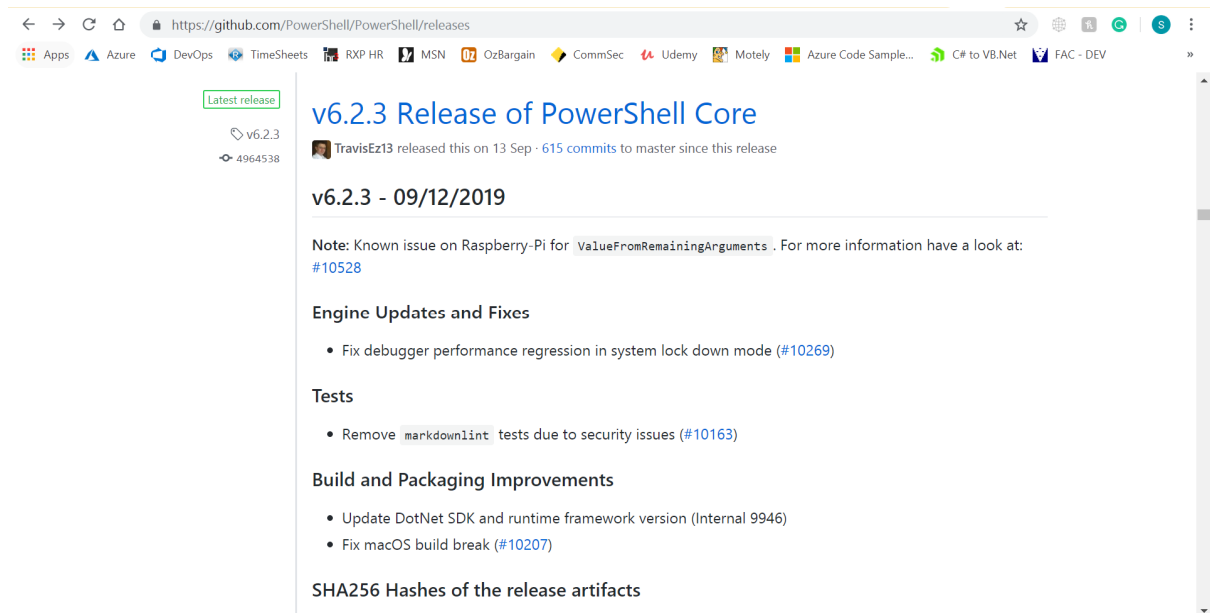 https://github.com/PowerShell/PowerShell/releases
S
Apps Azure DevOps TimeSheets RXP HR MSN OzBargain CommSec Udemy Motely Azure Code Sample... C# to VB.Net FAC - DEV »
Latest release
v6.2.3
4964538
v6.2.3 Release of PowerShell Core
TravisEz13 released this on 13 Sep · 615 commits to master since this release
v6.2.3 - 09/12/2019
Note: Known issue on Raspberry-Pi for ValueFromRemainingArguments. For more information have a look at:
#10528
Engine Updates and Fixes
• Fix debugger performance regression in system lock down mode (#10269)
Tests
• Remove markdownlint tests due to security issues (#10163)
Build and Packaging Improvements
• Update DotNet SDK and runtime framework version (Internal 9946)
• Fix macOS build break (#10207)
SHA256 Hashes of the release artifacts